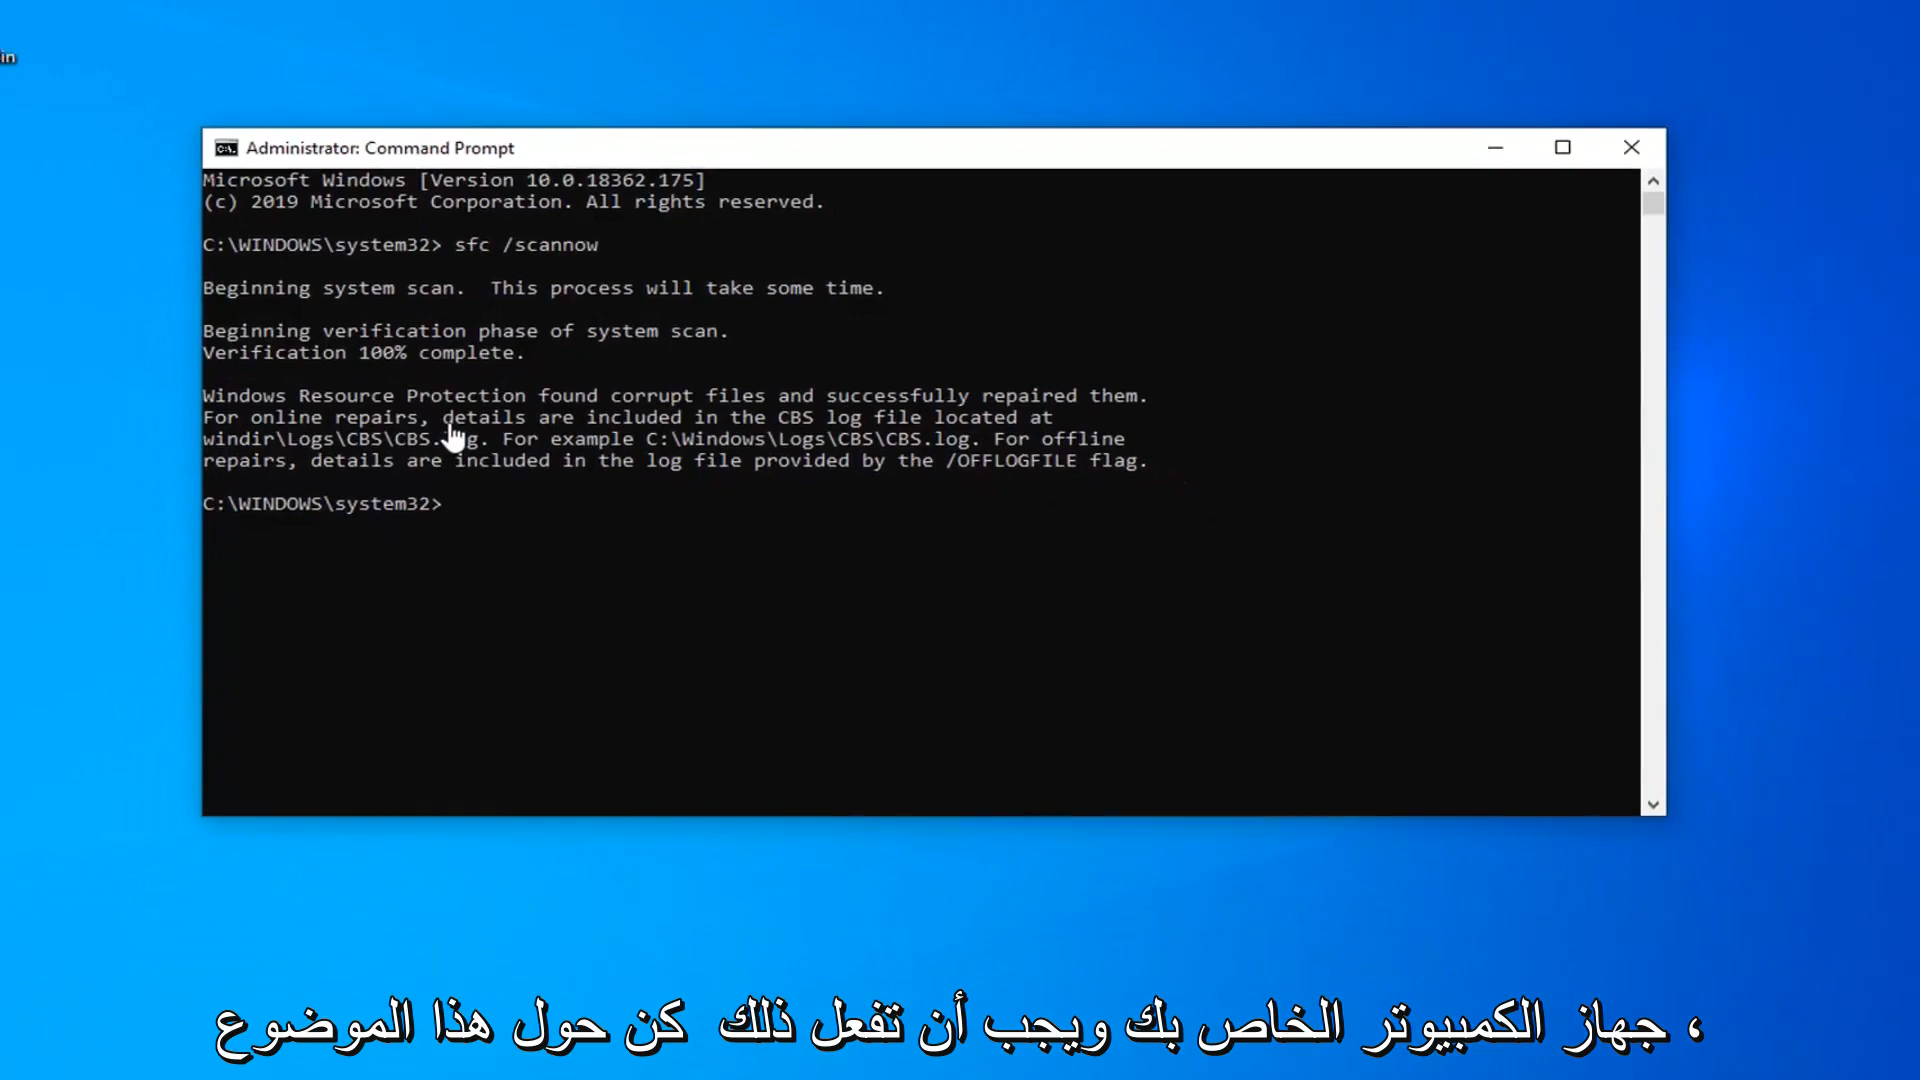 in
Administrator: Command Prompt
Microsoft Windows [Version 10.0.18362.175]
(c) 2019 Microsoft Corporation. All rights reserved.
C:\WINDOWS\system32> sfc /scannow
Beginning system scan.  This process will take some time.
Beginning verification phase of system scan.
Verification 100% complete.
Windows Resource Protection found corrupt files and successfully repaired them.
For online repairs, details are included in the CBS log file located at
windir\Logs\CBS\CBS.log. For example C:\Windows\Logs\CBS\CBS.log. For offline
repairs, details are included in the log file provided by the /OFFLOGFILE flag.
C:\WINDOWS\system32>
، جهاز الكمبيوتر الخاص بك ويجب أن تفعل ذلك كن حول هذا الموضوع